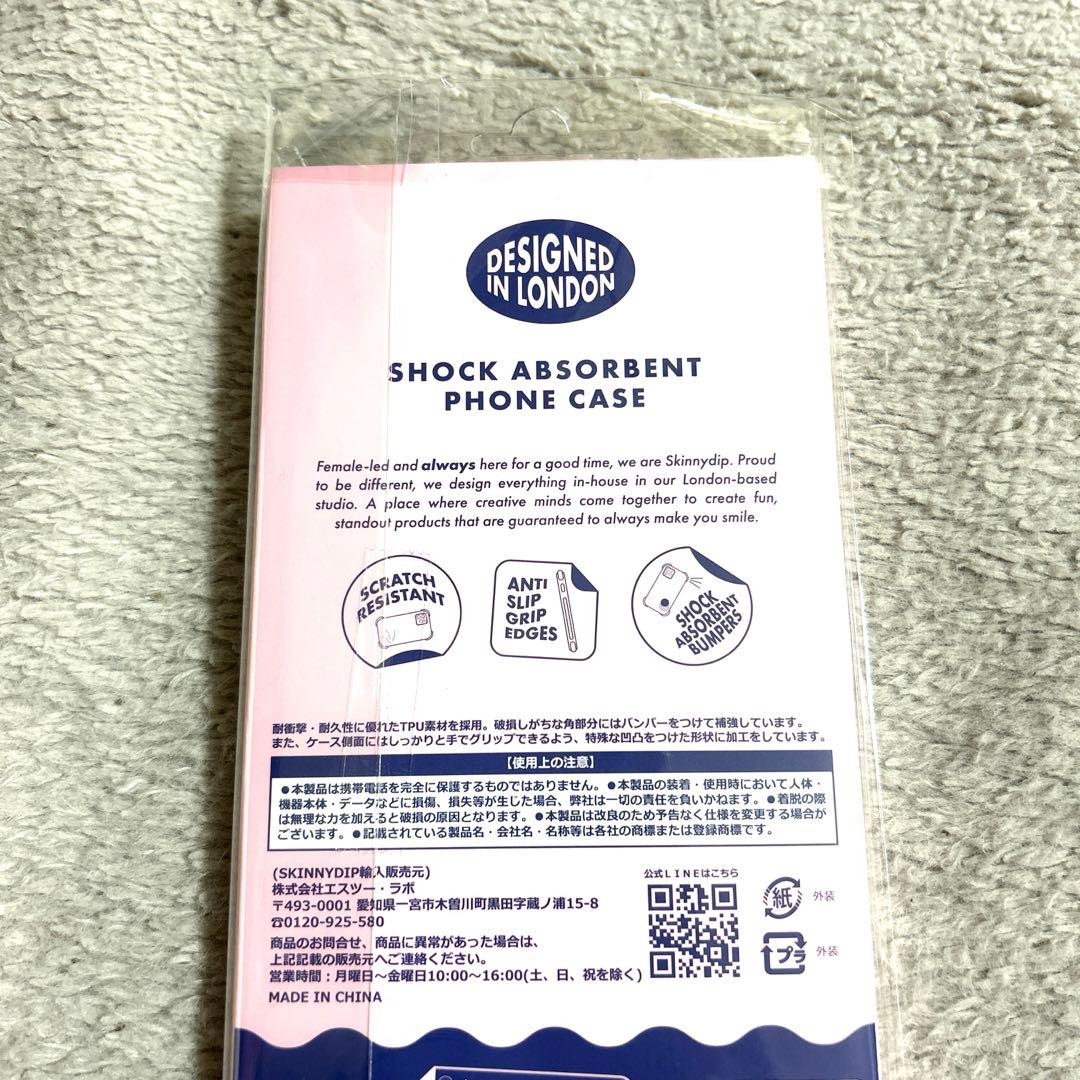 DESIGNED
IN LONDON
SHOCK ABSORBENT
PHONE CASE
Female-led and always here for a good time, we are Skinnydip. Proud
to be different, we design everything in-house in our London-based
studio. A place where creative minds come together to create fun,
standout products that are guaranteed to always make you smile.
SCRATCH
RESISTANT
ANTI
SLIP
GRIP
EDGES
SHOCK
ABSORBENT
BUMPERS
耐衝撃・耐久性に優れたTPU素材を採用。破損しがちな角部分にはバンパーをつけて補強しています。
また、ケース側面にはしっかりと手でグリップできるよう、特殊な凹凸をつけた形状に加工をしています。
【使用上の注意】
●本製品は携帯電話を完全に保護するものではありません。●本製品の装着・使用時において人体・
機器本体・データなどに損傷、損失等が生じた場合、弊社は一切の責任を負いかねます。●着脱の際
は無理な力を加えると破損の原因となります。●本製品は改良のため予告なく仕様を変更する場合が
ございます。●記載されている製品名・会社名・名称等は各社の商標または登録商標です。
(SKINNYDIP輸入販売元)
株式会社エスツー・ラボ
〒493-0001 愛知県一宮市木曽川町黒田字蔵ノ浦15-8
☎0120-925-580
商品のお問合せ、商品に異常があった場合は、
上記記載の販売元へご連絡ください。
営業時間：月曜日～金曜日10:00～16:00(土、日、祝を除く)
MADE IN CHINA
公式LINEはこちら
紙 外装
プラ 外装